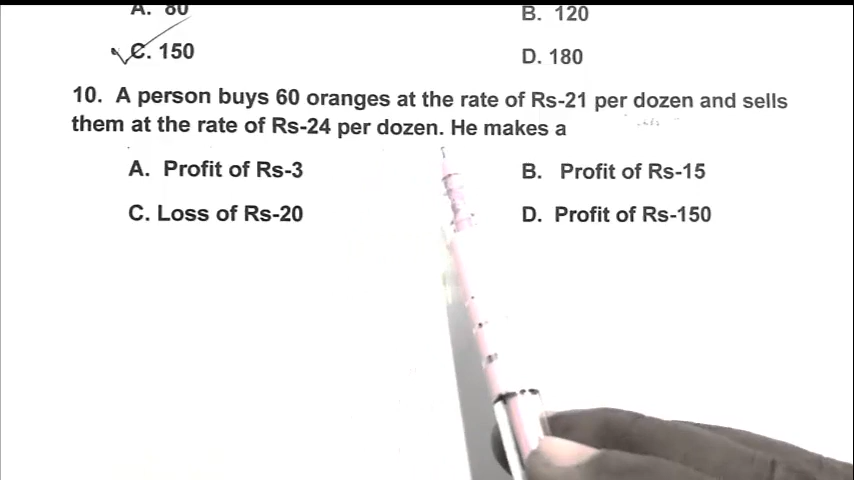 A. 80
B. 120
C. 150
D. 180
10. A person buys 60 oranges at the rate of Rs-21 per dozen and sells
them at the rate of Rs-24 per dozen. He makes a
A. Profit of Rs-3
B. Profit of Rs-15
C. Loss of Rs-20
D. Profit of Rs-150